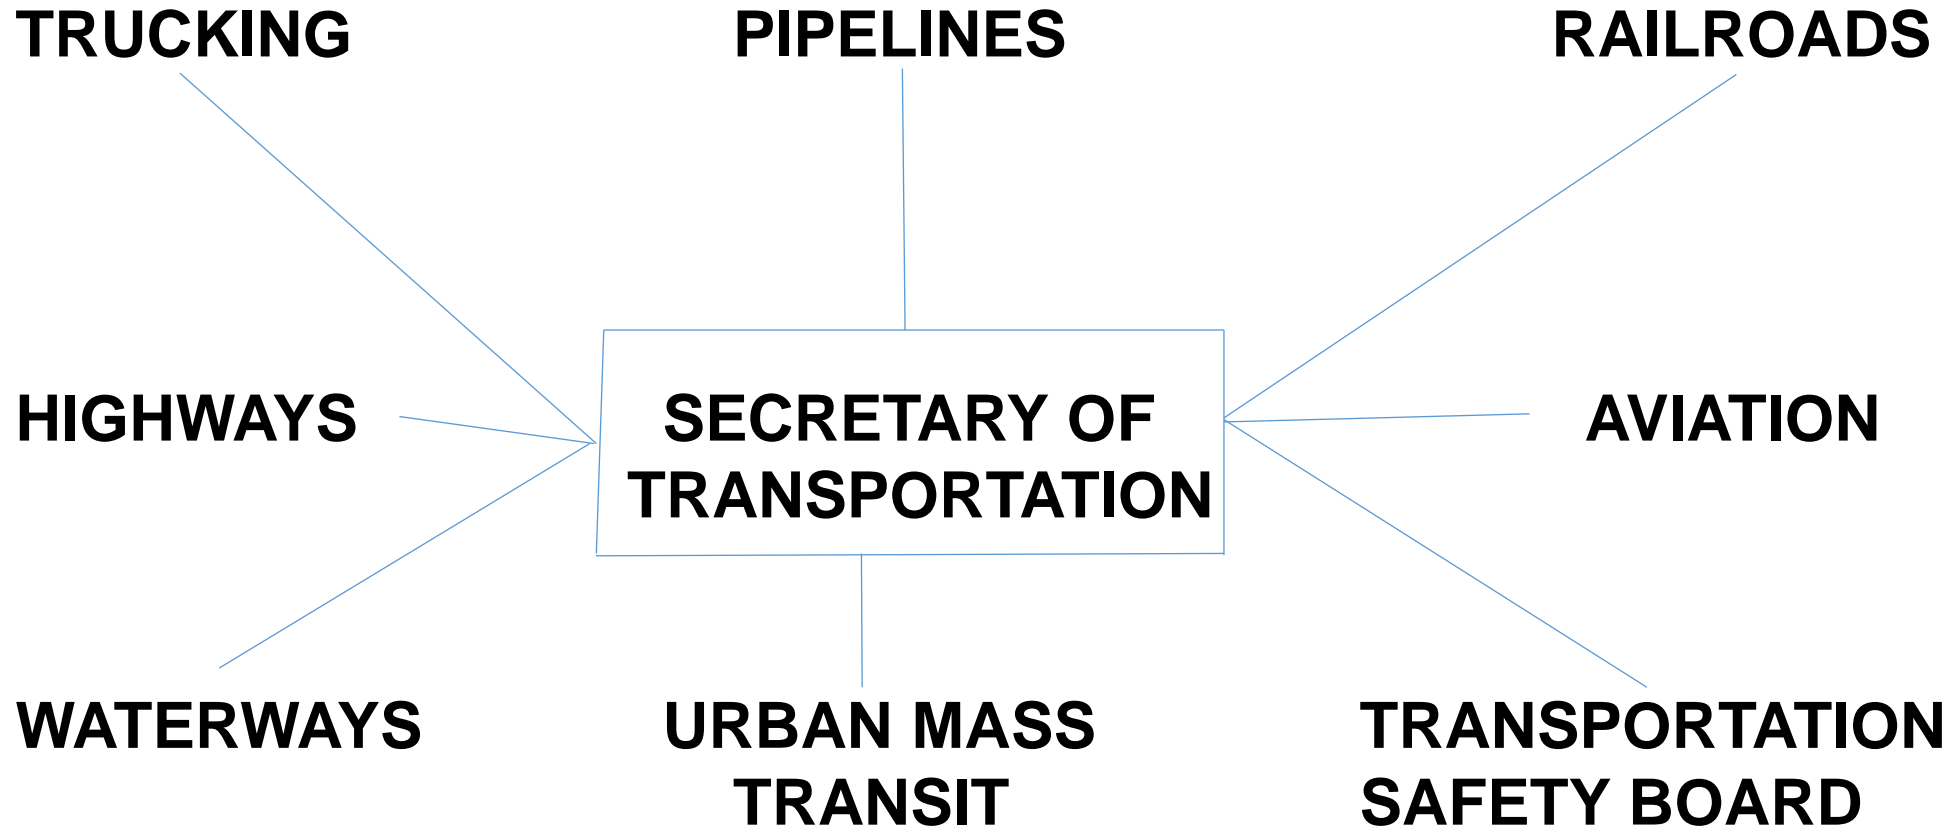 TRUCKING
PIPELINES
RAILROADS
HIGHWAYS
SECRETARY OF
TRANSPORTATION
AVIATION
WATERWAYS
URBAN MASS
TRANSIT
TRANSPORTATION
SAFETY BOARD